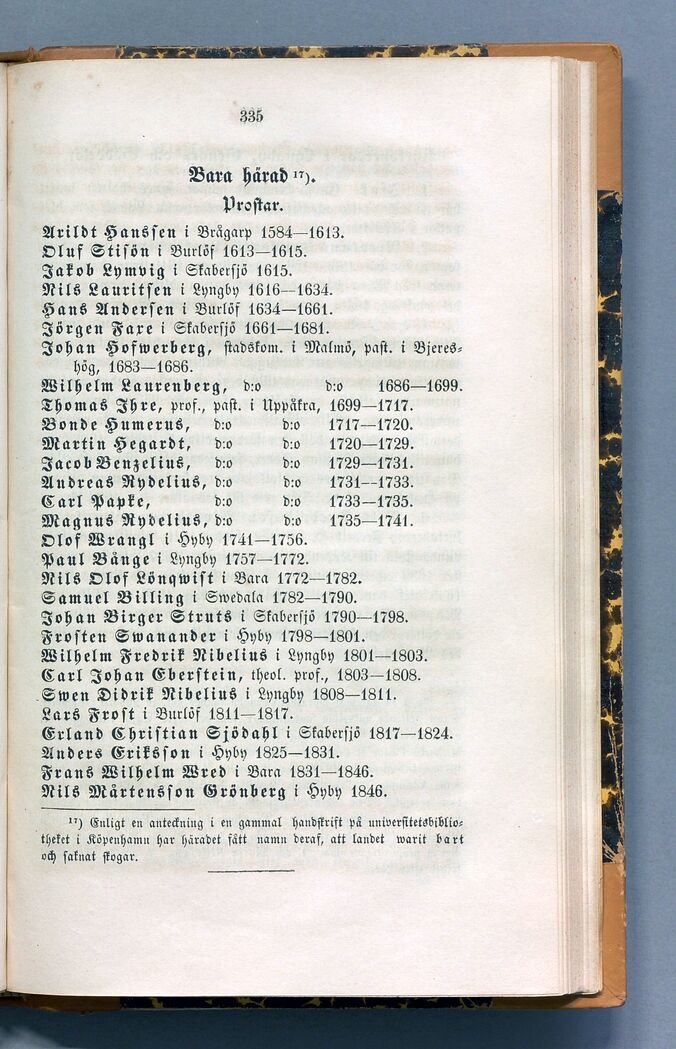 335
Bara härad 17).
Prostar.
Arildt Hanssen i Brågarp 1584—1613.
Oluf Stisön i Burlöf 1613—1615.
Jakob Lymvig i Skabersjö 1615.
Nils Lauritsen i Lyngby 1616—1634.
Hans Andersen i Burlöf 1634—1661.
Jörgen Faxe i Skabersjö 1661—1681.
Johan Hofwerberg, stadskom. i Malmö, past. i Bjeres-
hög, 1683—1686.
Wilhelm Laurenberg, d:o d:o 1686—1699.
Thomas Ihre, prof., past. i Uppåkra, 1699—1717.
Bonde Humerus, d:o d:o 1717—1720.
Martin Hegardt, d:o d:o 1720—1729.
Jacob Benzelius, d:o d:o 1729—1731.
Andreas Rydelius, d:o d:o 1731—1733.
Carl Papke, d:o d:o 1733—1735.
Magnus Rydelius, d:o d:o 1735—1741.
Olof Wrangl i Hyby 1741—1756.
Paul Bånge i Lyngby 1757—1772.
Nils Olof Lönqwist i Bara 1772—1782.
Samuel Billing i Swedala 1782—1790.
Johan Birger Struts i Skabersjö 1790—1798.
Frosten Swanander i Hyby 1798—1801.
Wilhelm Fredrik Nibelius i Lyngby 1801—1803.
Carl Johan Eberstein, theol. prof., 1803—1808.
Swen Didrik Nibelius i Lyngby 1808—1811.
Lars Frost i Burlöf 1811—1817.
Erland Christian Sjödahl i Skabersjö 1817—1824.
Anders Eriksson i Hyby 1825—1831.
Frans Wilhelm Wred i Bara 1831—1846.
Nils Mårtensson Grönberg i Hyby 1846.
17) Enligt en anteckning i en gammal handskrift på universitetsbiblio-
theket i Köpenhamn har häradet fått namn deraf, att landet warit bart
och saknat skogar.